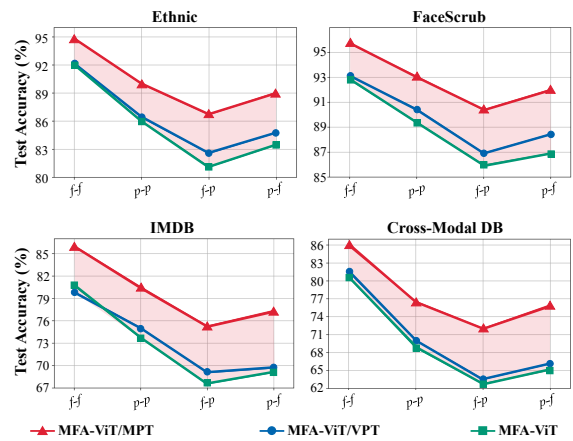 Ethnic
FaceScrub
Test Accuracy (%)
95
92
89
86
83
80
f-f
p-p
f-p
p-f
95
93
91
89
87
85
f-f
p-p
f-p
p-f
IMDB
Cross-Modal DB
Test Accuracy (%)
85
82
79
76
73
70
67
f-f
p-p
f-p
p-f
86
83
80
77
74
71
68
65
62
f-f
p-p
f-p
p-f
MFA-ViT/MPT
MFA-ViT/VPT
MFA-ViT